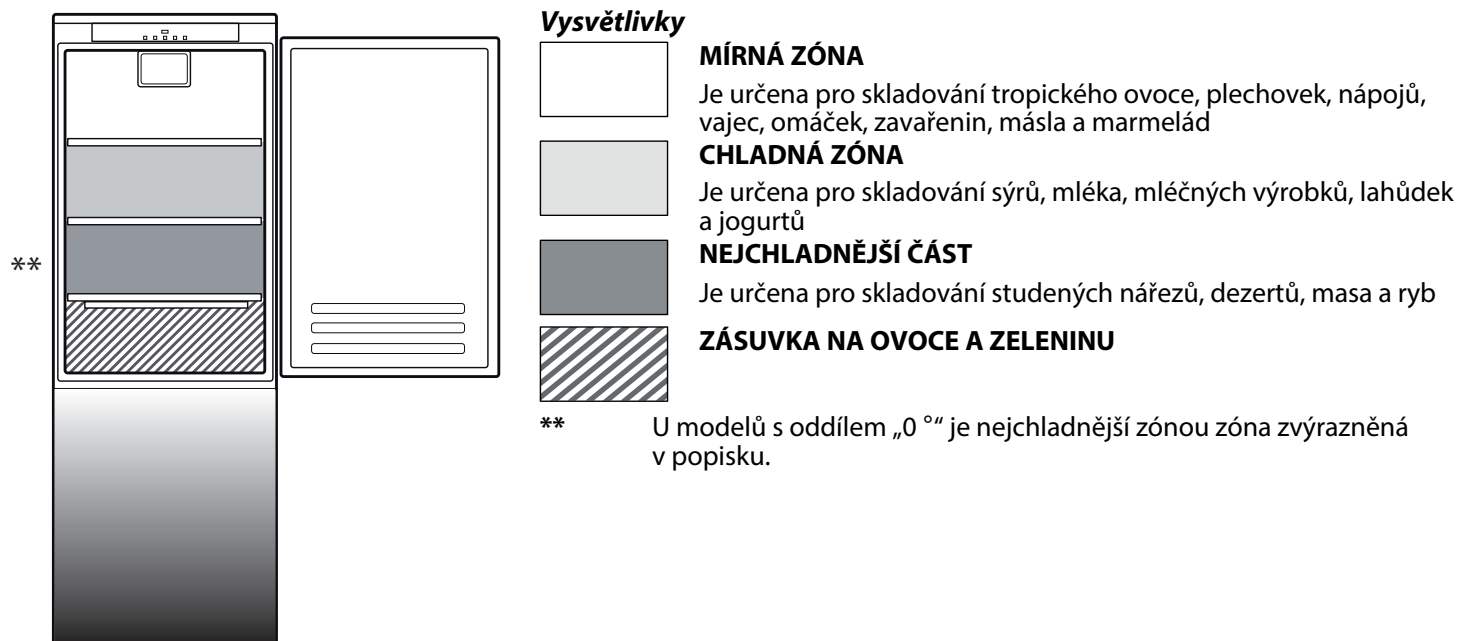 Vysvětlivky
MÍRNÁ ZÓNA
Je určena pro skladování tropického ovoce, plechovek, nápojů,
vajec, omáček, zavařenin, másla a marmelád
CHLADNÁ ZÓNA
Je určena pro skladování sýrů, mléka, mléčných výrobků, lahůdek
a jogurtů
NEJCHLADNĚJŠÍ ČÁST
Je určena pro skladování studených nářezů, dezertů, masa a ryb
ZÁSUVKA NA OVOCE A ZELENINU
**
** U modelů s oddílem „0 °“ je nejchladnější zónou zóna zvýrazněná
v popisku.